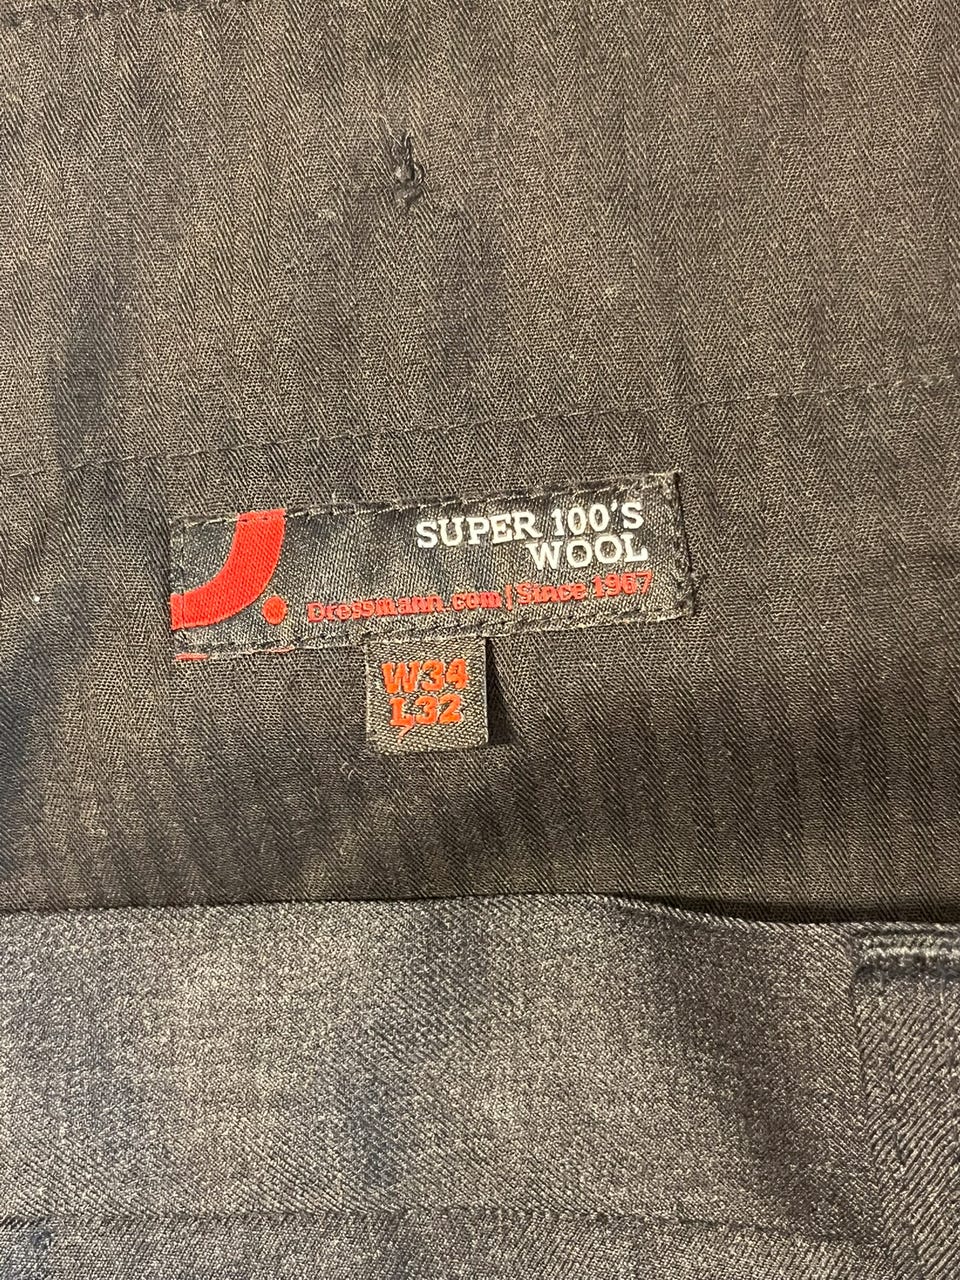 SUPER 100'S
WOOL
Dressmann.com | Since 1967
W34
L32